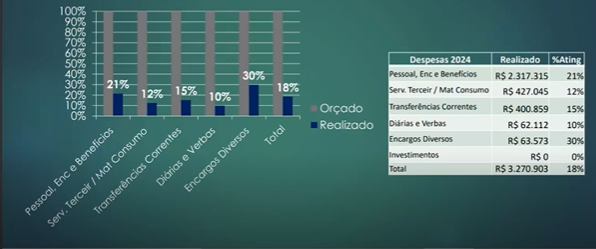 100%
90%
80%
70%
60%
50%
40%
30%
20%
10%
0%
21%
12%
15%
10%
30%
18%
Pessoal, Enc e Benefícios
Serv. Terceir / Mat Consumo
Transferências Correntes
Diárias e Verbas
Encargos Diversos
Total
Orçado
Realizado
Despesas 2024 Realizado %Ating
Pessoal, Enc e Benefícios R$ 2.317.315 21%
Serv. Terceir / Mat Consumo R$ 427.045 12%
Transferências Correntes R$ 400.859 15%
Diárias e Verbas R$ 62.112 10%
Encargos Diversos R$ 63.573 30%
Investimentos R$ 0 0%
Total R$ 3.270.903 18%